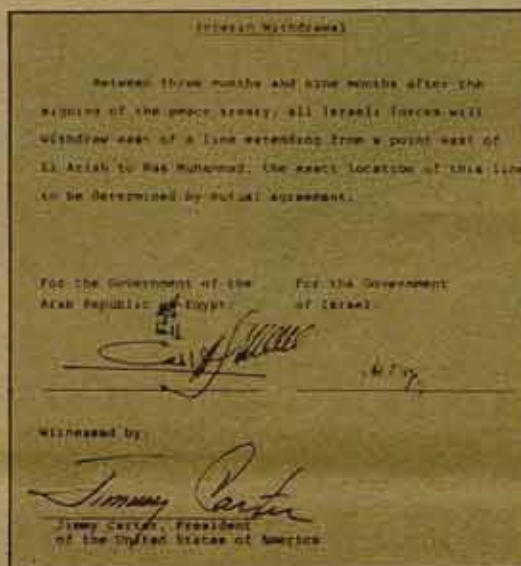 Interim Withdrawal
Between three months and nine months after the
signing of the peace treaty, all Israeli forces will
withdraw east of a line extending from a point east of
El Arish to Ras Muhammad, the exact location of this line
to be determined by mutual agreement.
For the Government of the
Arab Republic of Egypt:
For the Government
of Israel:
Witnessed by:
Jimmy Carter
Jimmy Carter, President
of the United States of America